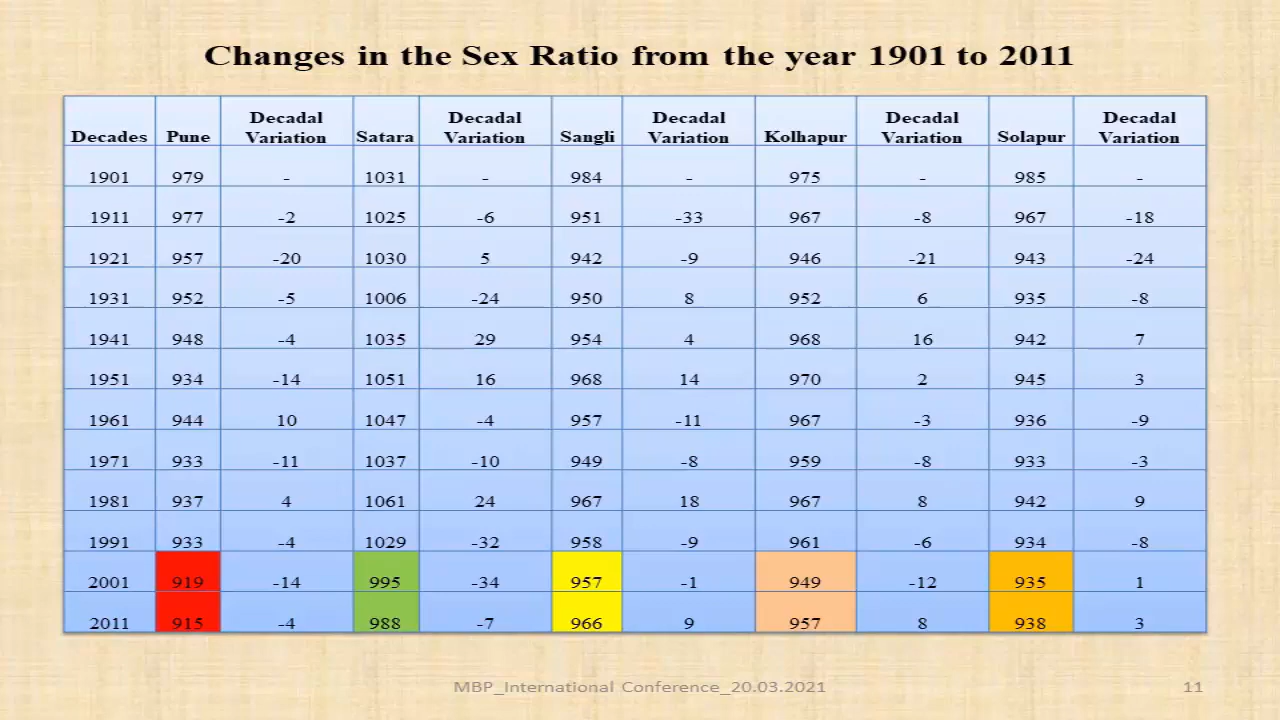 Changes in the Sex Ratio from the year 1901 to 2011
Decades Pune Decadal Variation Satara Decadal Variation Sangli Decadal Variation Kolhapur Decadal Variation Solapur Decadal Variation
1901 979 - 1031 - 984 - 975 - 985 -
1911 977 -2 1025 -6 951 -33 967 -8 967 -18
1921 957 -20 1030 5 942 -9 946 -21 943 -24
1931 952 -5 1006 -24 950 8 952 6 935 -8
1941 948 -4 1035 29 954 4 968 16 942 7
1951 934 -14 1051 16 968 14 970 2 945 3
1961 944 10 1047 -4 957 -11 967 -3 936 -9
1971 933 -11 1037 -10 949 -8 959 -8 933 -3
1981 937 4 1061 24 967 18 967 8 942 9
1991 933 -4 1029 -32 958 -9 961 -6 934 -8
2001 919 -14 995 -34 957 -1 949 -12 935 1
2011 915 -4 988 -7 966 9 957 8 938 3
MBP_International Conference_20.03.2021 11